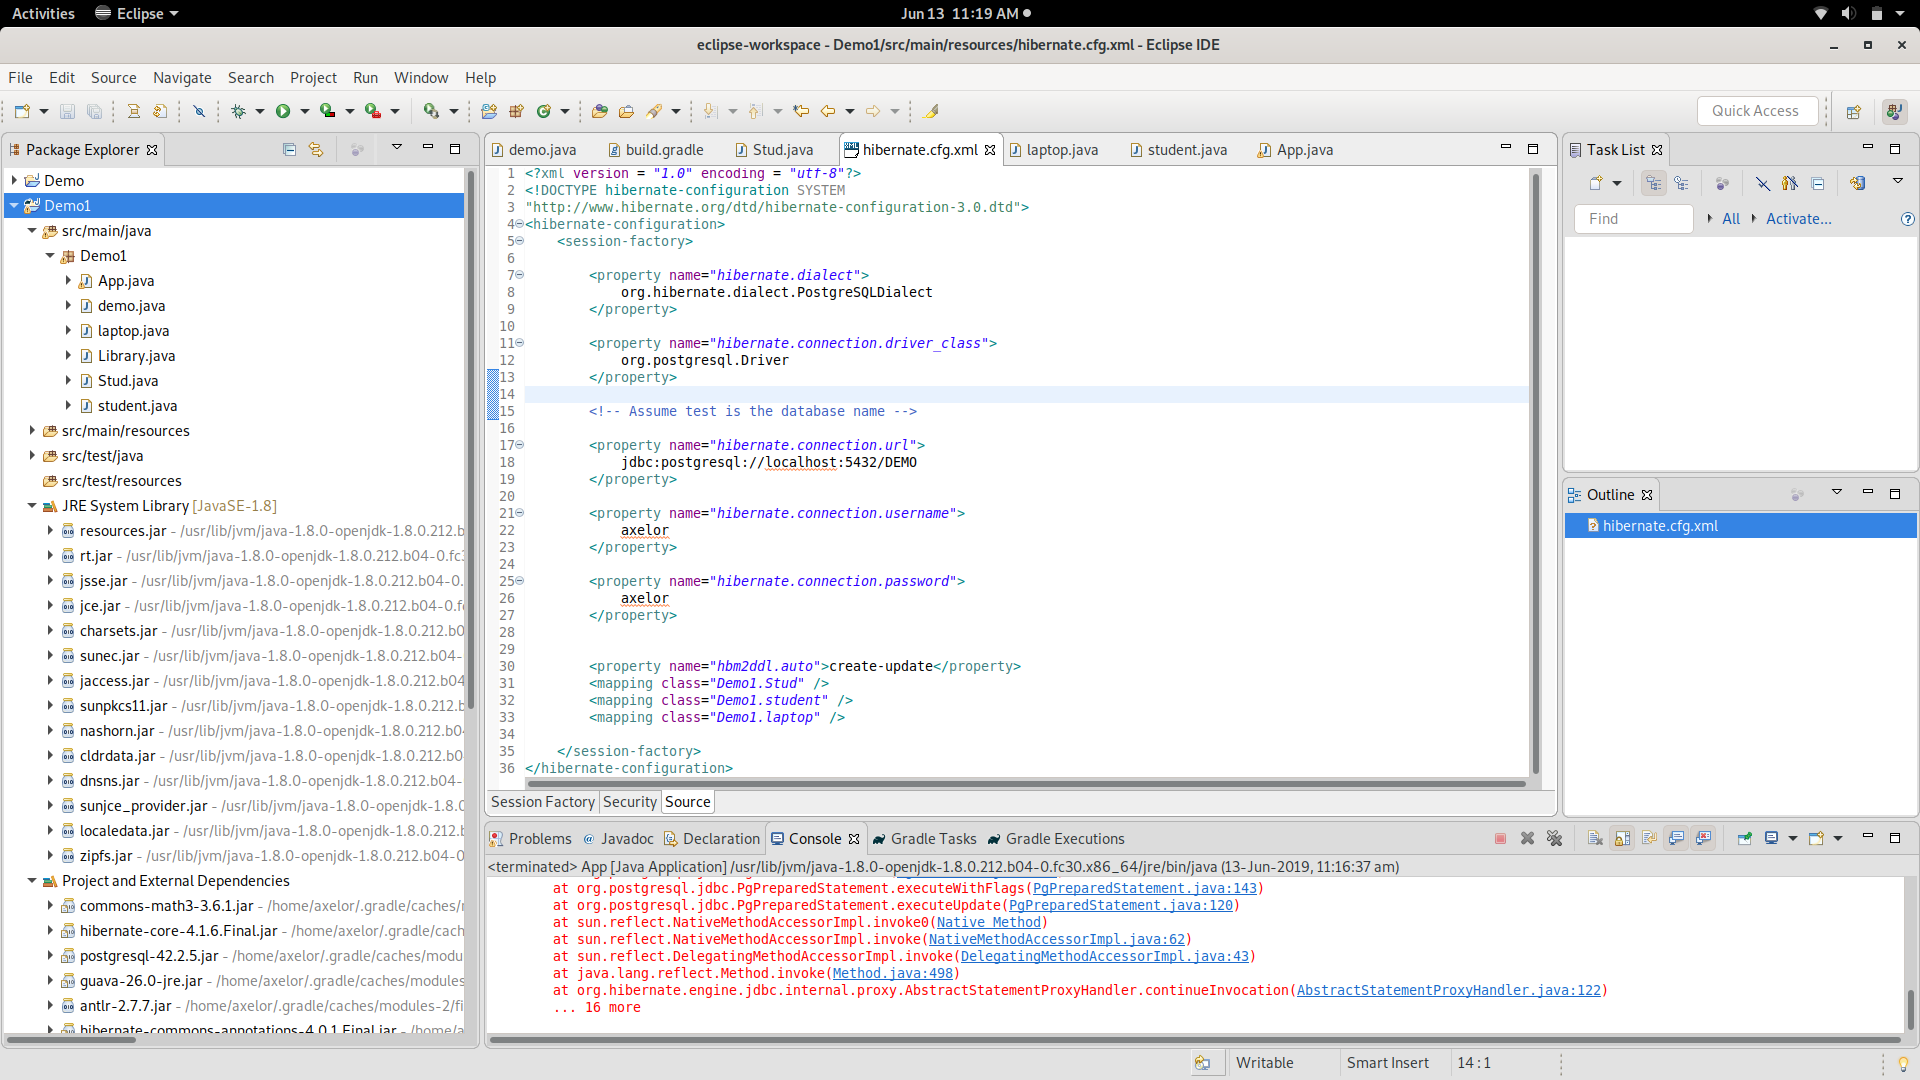 Activities
Eclipse
Jun 13 11:19 AM
eclipse-workspace - Demo1/src/main/resources/hibernate.cfg.xml - Eclipse IDE
File Edit Source Navigate Search Project Run Window Help
Quick Access
Package Explorer
Demo
Demo1
src/main/java
Demo1
App.java
demo.java
laptop.java
Library.java
Stud.java
student.java
src/main/resources
src/test/java
src/test/resources
JRE System Library [JavaSE-1.8]
resources.jar - /usr/lib/jvm/java-1.8.0-openjdk-1.8.0.212.b
rt.jar - /usr/lib/jvm/java-1.8.0-openjdk-1.8.0.212.b04-0.fc3
jsse.jar - /usr/lib/jvm/java-1.8.0-openjdk-1.8.0.212.b04-0.
jce.jar - /usr/lib/jvm/java-1.8.0-openjdk-1.8.0.212.b04-0.f
charsets.jar - /usr/lib/jvm/java-1.8.0-openjdk-1.8.0.212.b0
sunec.jar - /usr/lib/jvm/java-1.8.0-openjdk-1.8.0.212.b04-
jaccess.jar - /usr/lib/jvm/java-1.8.0-openjdk-1.8.0.212.b04
sunpkcs11.jar - /usr/lib/jvm/java-1.8.0-openjdk-1.8.0.212.
nashorn.jar - /usr/lib/jvm/java-1.8.0-openjdk-1.8.0.212.b0
cldrdata.jar - /usr/lib/jvm/java-1.8.0-openjdk-1.8.0.212.b0
dnsns.jar - /usr/lib/jvm/java-1.8.0-openjdk-1.8.0.212.b04-
sunjce_provider.jar - /usr/lib/jvm/java-1.8.0-openjdk-1.8.0
localedata.jar - /usr/lib/jvm/java-1.8.0-openjdk-1.8.0.212.b
zipfs.jar - /usr/lib/jvm/java-1.8.0-openjdk-1.8.0.212.b04-0
Project and External Dependencies
commons-math3-3.6.1.jar - /home/axelor/.gradle/caches/
hibernate-core-4.1.6.Final.jar - /home/axelor/.gradle/cach
postgresql-42.2.5.jar - /home/axelor/.gradle/caches/modu
guava-26.0-jre.jar - /home/axelor/.gradle/caches/modules
antlr-2.7.7.jar - /home/axelor/.gradle/caches/modules-2/fi
hibernate-commons-annotations-4.0.1.Final.jar - /home/a
demo.java
build.gradle
Stud.java
hibernate.cfg.xml
laptop.java
student.java
App.java
1 <?xml version = "1.0" encoding = "utf-8"?>
2 <!DOCTYPE hibernate-configuration SYSTEM
3 "http://www.hibernate.org/dtd/hibernate-configuration-3.0.dtd">
4 <hibernate-configuration>
5 <session-factory>
6
7 <property name="hibernate.dialect">
8 org.hibernate.dialect.PostgreSQLDialect
9 </property>
10
11 <property name="hibernate.connection.driver_class">
12 org.postgresql.Driver
13 </property>
14
15 <!-- Assume test is the database name -->
16
17 <property name="hibernate.connection.url">
18 jdbc:postgresql://localhost:5432/DEMO
19 </property>
20
21 <property name="hibernate.connection.username">
22 axelor
23 </property>
24
25 <property name="hibernate.connection.password">
26 axelor
27 </property>
28
29
30 <property name="hbm2ddl.auto">create-update</property>
31 <mapping class="Demo1.Stud" />
32 <mapping class="Demo1.student" />
33 <mapping class="Demo1.laptop" />
34
35 </session-factory>
36 </hibernate-configuration>
Session Factory Security Source
Task List
Find
All
Activate...
Outline
hibernate.cfg.xml
Problems
Javadoc
Declaration
Console
Gradle Tasks
Gradle Executions
<terminated> App [Java Application] /usr/lib/jvm/java-1.8.0-openjdk-1.8.0.212.b04-0.fc30.x86_64/jre/bin/java (13-Jun-2019, 11:16:37 am)
at org.postgresql.jdbc.PgPreparedStatement.executeWithFlags(PgPreparedStatement.java:143)
at org.postgresql.jdbc.PgPreparedStatement.executeUpdate(PgPreparedStatement.java:120)
at sun.reflect.NativeMethodAccessorImpl.invoke0(Native Method)
at sun.reflect.NativeMethodAccessorImpl.invoke(NativeMethodAccessorImpl.java:62)
at sun.reflect.DelegatingMethodAccessorImpl.invoke(DelegatingMethodAccessorImpl.java:43)
at java.lang.reflect.Method.invoke(Method.java:498)
at org.hibernate.engine.jdbc.internal.proxy.AbstractStatementProxyHandler.continueInvocation(AbstractStatementProxyHandler.java:122)
... 16 more
Writable
Smart Insert
14 : 1